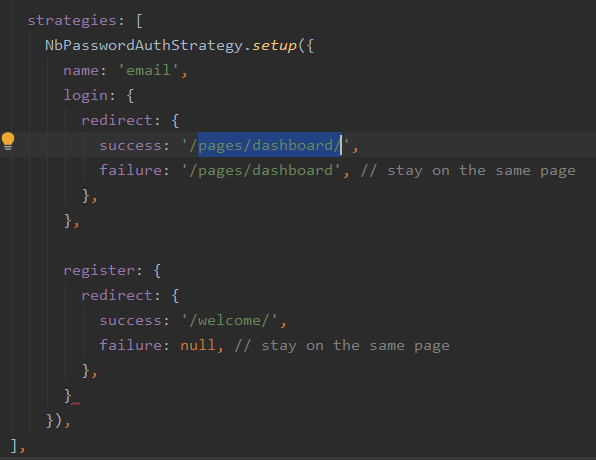 strategies: [
NbPasswordAuthStrategy.setup({
name: 'email',
login: {
redirect: {
success: '/pages/dashboard/',
failure: '/pages/dashboard', // stay on the same page
},
},
register: {
redirect: {
success: '/welcome/',
failure: null, // stay on the same page
},
}
}),
],